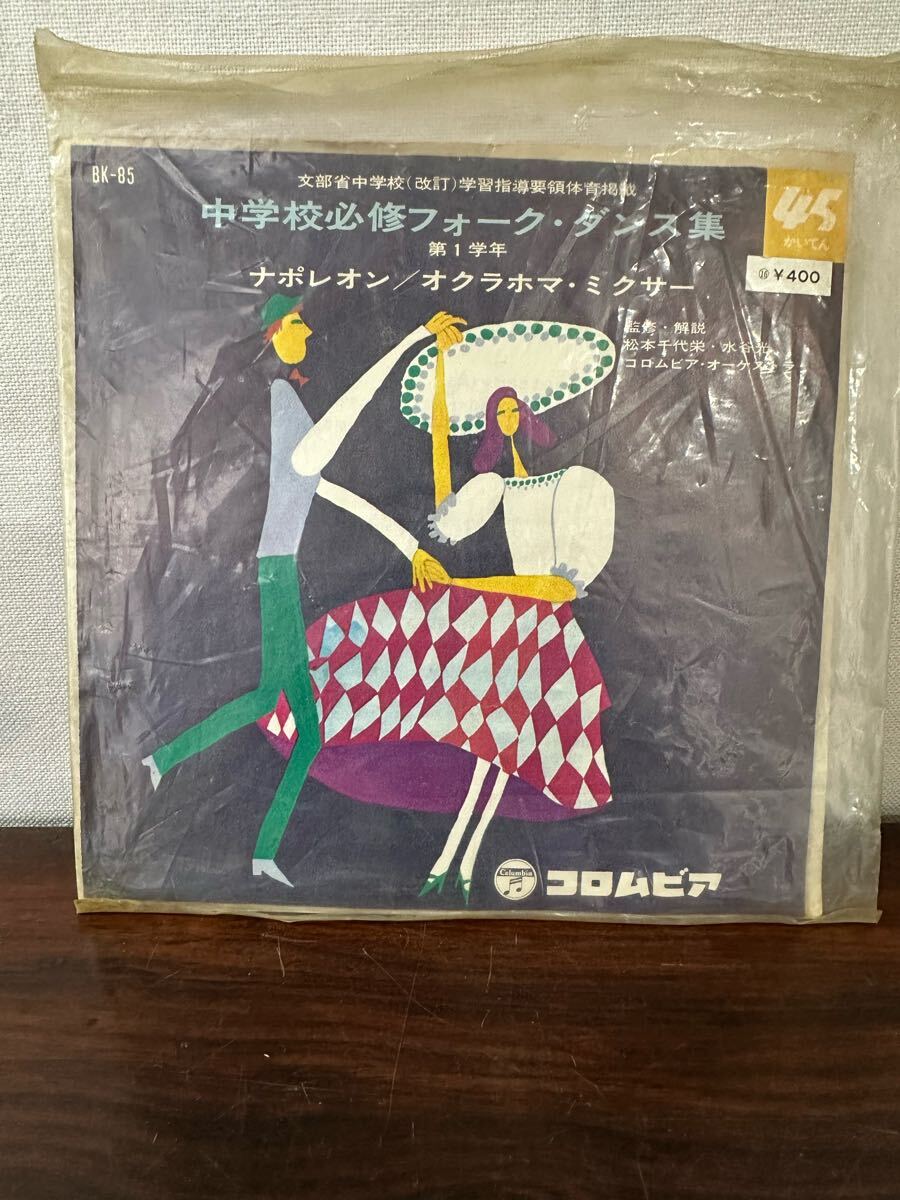 BK-85
文部省中学校(改訂)学習指導要領体育掲載
中学校必修フォーク・ダンス集
第1学年
ナポレオン/オクラホマ・ミクサー
45
かいてん
⑯ ¥400
監修・解説
松本千代栄・水谷光
コロムビア・オーケストラ
Columbia
コロムビア